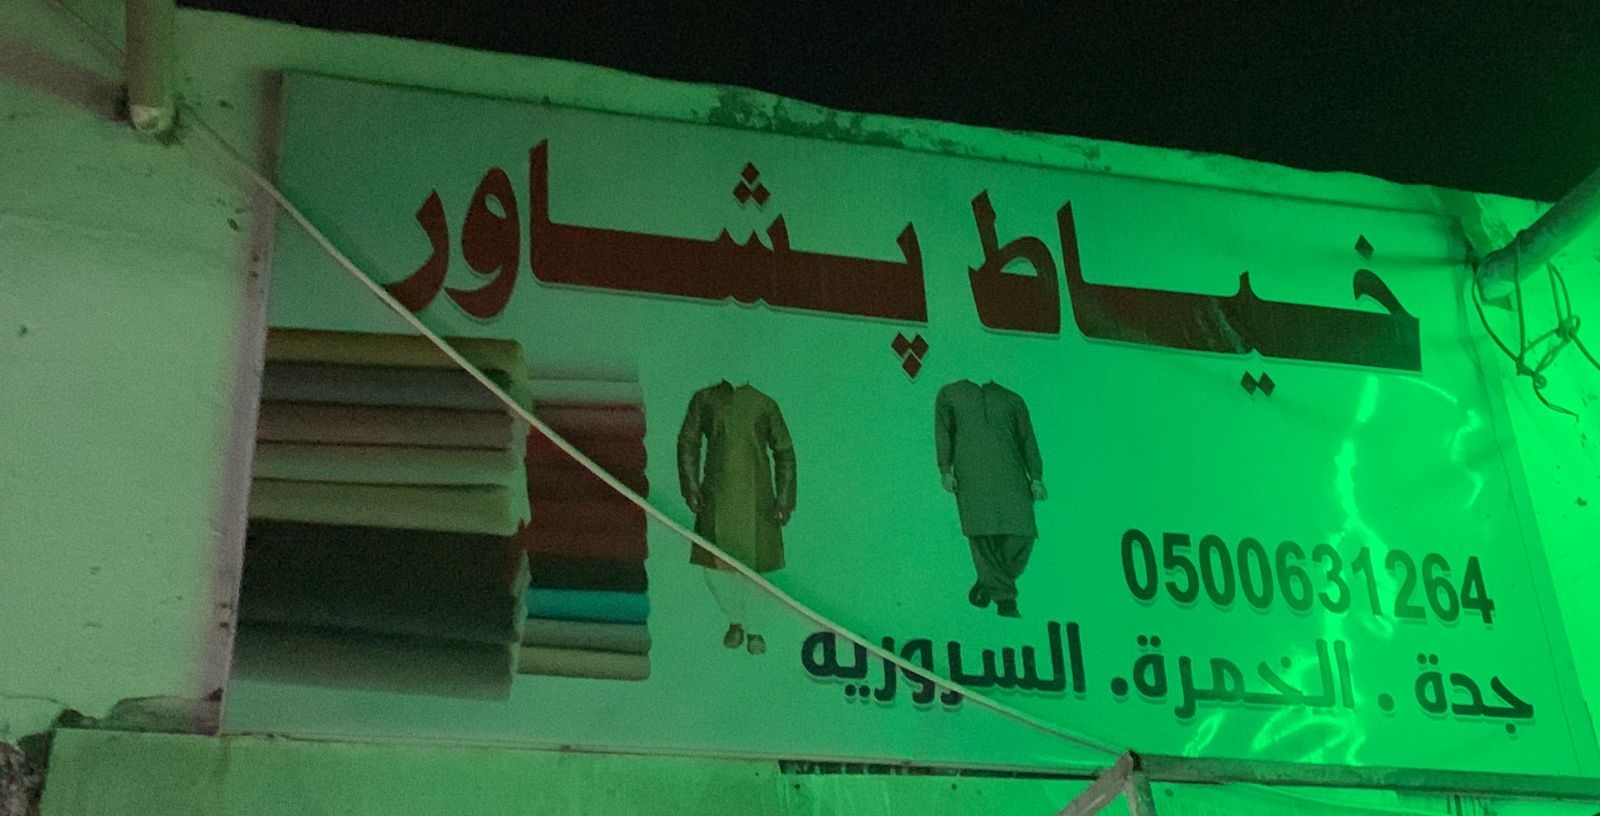 خياط پشاور
0500631264
جدة . الخمرة. السروريه